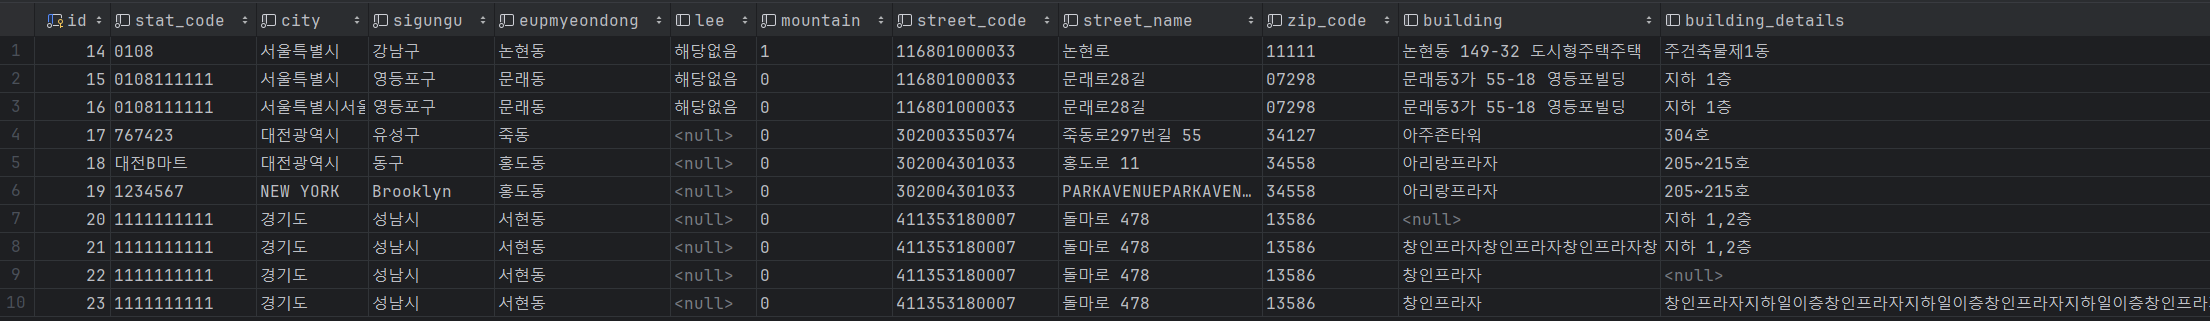 id stat_code city sigungu eupmyeondong lee mountain street_code street_name zip_code building building_details
1 14 0108 서울특별시 강남구 논현동 해당없음 1 116801000033 논현로 11111 논현동 149-32 도시형주택주택 주건축물제1동
2 15 0108111111 서울특별시 영등포구 문래동 해당없음 0 116801000033 문래로28길 07298 문래동3가 55-18 영등포빌딩 지하 1층
3 16 0108111111 서울특별시서울 영등포구 문래동 해당없음 0 116801000033 문래로28길 07298 문래동3가 55-18 영등포빌딩 지하 1층
4 17 767423 대전광역시 유성구 죽동 <null> 0 302003350374 죽동로297번길 55 34127 아주존타워 304호
5 18 대전B마트 대전광역시 동구 홍도동 <null> 0 302004301033 홍도로 11 34558 아리랑프라자 205~215호
6 19 1234567 NEW YORK Brooklyn 홍도동 <null> 0 302004301033 PARKAVENUEPARKAVEN… 34558 아리랑프라자 205~215호
7 20 1111111111 경기도 성남시 서현동 <null> 0 411353180007 돌마로 478 13586 <null> 지하 1,2층
8 21 1111111111 경기도 성남시 서현동 <null> 0 411353180007 돌마로 478 13586 창인프라자창인프라자창인프라자창 지하 1,2층
9 22 1111111111 경기도 성남시 서현동 <null> 0 411353180007 돌마로 478 13586 창인프라자 <null>
10 23 1111111111 경기도 성남시 서현동 <null> 0 411353180007 돌마로 478 13586 창인프라자 창인프라자지하일이층창인프라자지하일이층창인프라자지하일이층창인프라